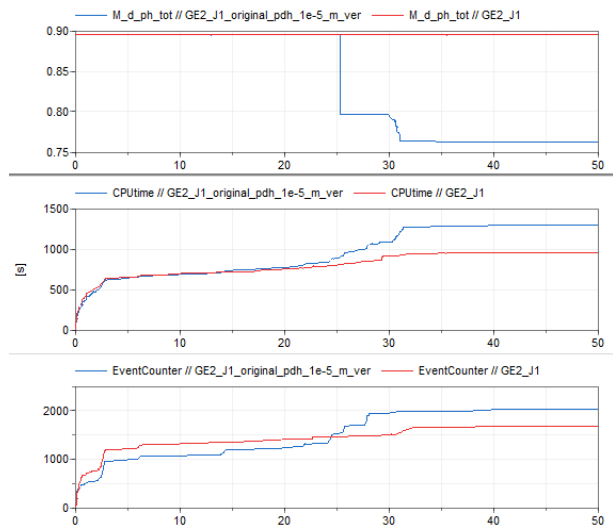 M_d_ph_tot // GE2_J1_original_pdh_1e-5_m_ver M_d_ph_tot // GE2_J1
0.90
0.85
0.80
0.75
0 10 20 30 40 50
CPUtime // GE2_J1_original_pdh_1e-5_m_ver CPUtime // GE2_J1
1500
1000
[s]
500
0
0 10 20 30 40 50
EventCounter // GE2_J1_original_pdh_1e-5_m_ver EventCounter // GE2_J1
2000
1000
0
0 10 20 30 40 50